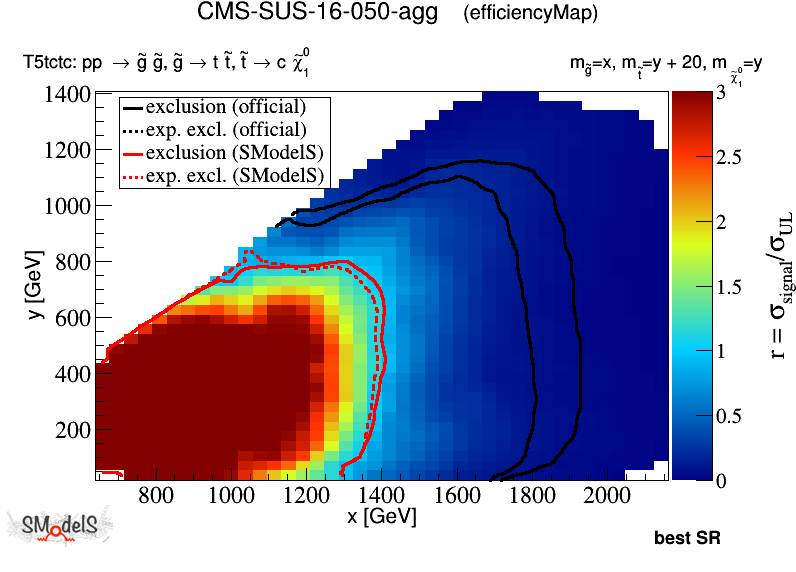 CMS-SUS-16-050-agg (efficiencyMap)
T5tctc: pp → g̃ g̃, g̃ → t t̃, t̃ → c χ̃₁⁰
m_g̃=x, m_t̃=y + 20, m_χ̃₁⁰=y
exclusion (official)
exp. excl. (official)
exclusion (SModelS)
exp. excl. (SModelS)
1400
1200
1000
800
600
400
200
y [GeV]
800 1000 1200 1400 1600 1800 2000
x [GeV]
3
2.5
2
1.5
1
0.5
0
r = σ_signal/σ_UL
SModelS
best SR